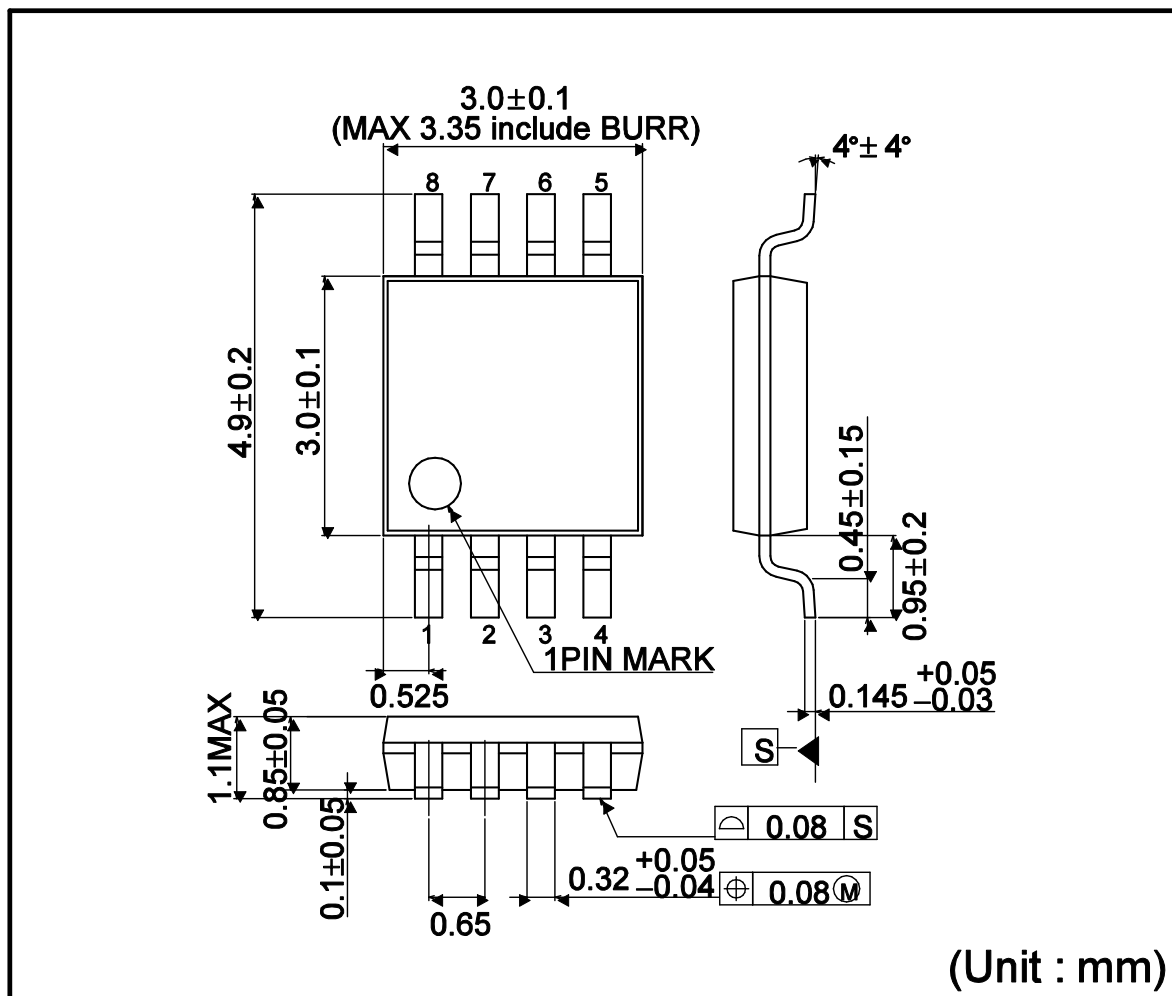 3.0±0.1
(MAX 3.35 include BURR)
4°±4°
8 7 6 5
4.9±0.2
3.0±0.1
0.45±0.15
0.95±0.2
1 2 3 4
1PIN MARK
0.525
0.145 +0.05 −0.03
S
1.1MAX
0.85±0.05
0.1±0.05
0.08 S
0.32 +0.05 −0.04
0.08 Ⓜ
0.65
(Unit : mm)